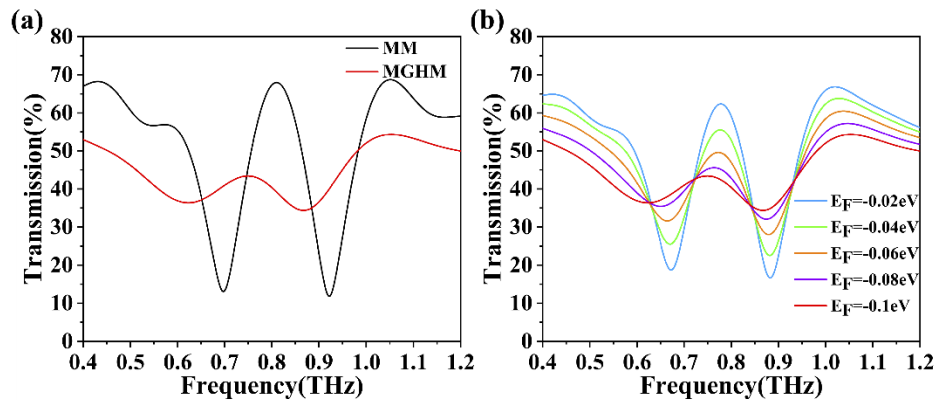 (a)
Transmission(%)
80
70
60
50
40
30
20
10
0
MM
MGHM
0.4 0.5 0.6 0.7 0.8 0.9 1.0 1.1 1.2
Frequency(THz)
(b)
Transmission(%)
80
70
60
50
40
30
20
10
0
EF=-0.02eV
EF=-0.04eV
EF=-0.06eV
EF=-0.08eV
EF=-0.1eV
0.4 0.5 0.6 0.7 0.8 0.9 1.0 1.1 1.2
Frequency(THz)